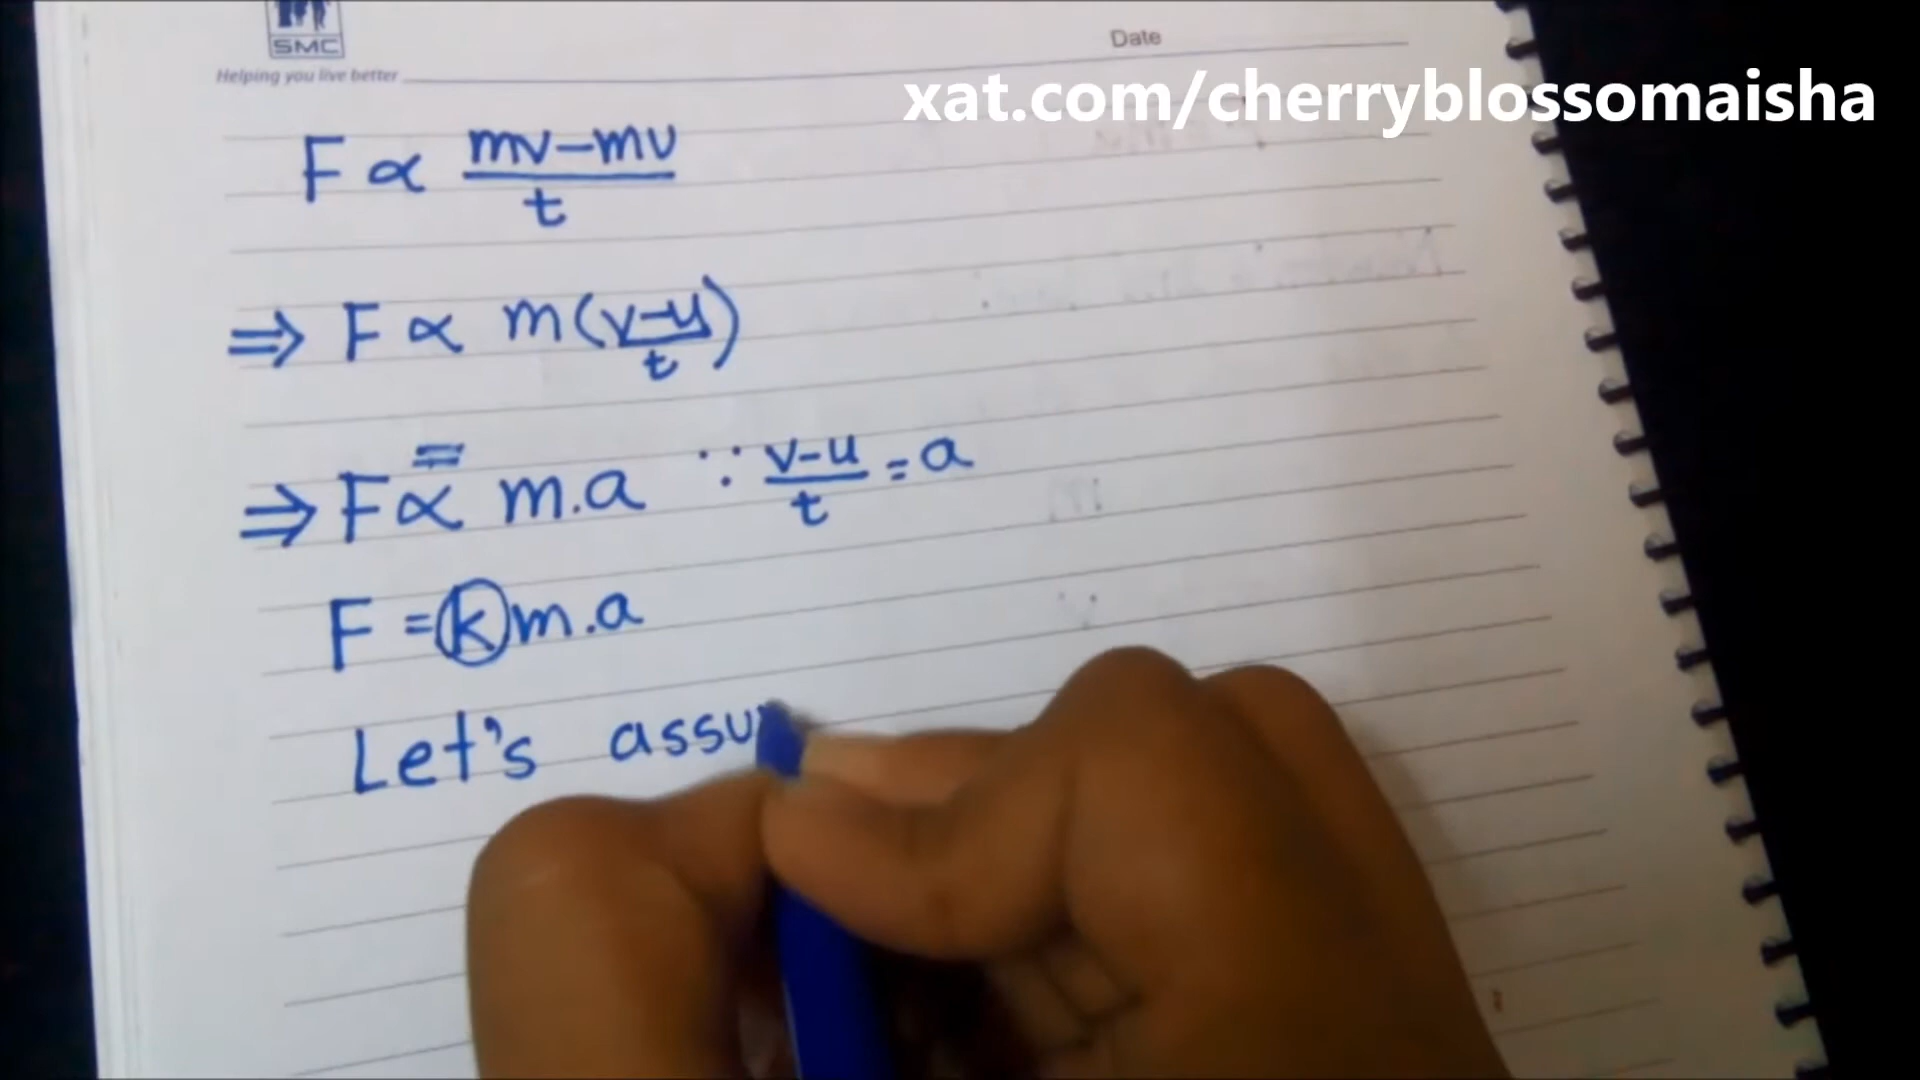 SMC
Date
Helping you live better
xat.com/cherryblossomaisha
F ∝ mv-mu/t
⇒ F ∝ m(v-u/t)
=
⇒ F ∝ m.a ∵ v-u/t = a
F = k m.a
Let's assu